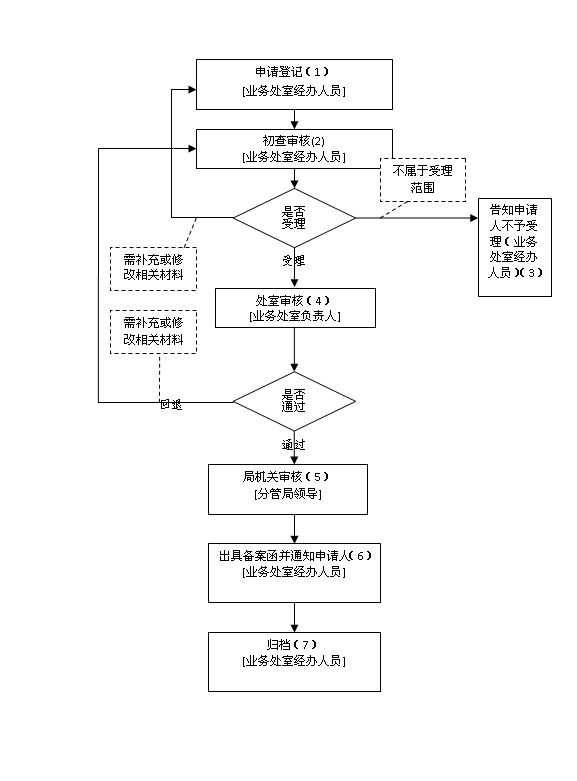 申请登记（1）
[业务处室经办人员]
初查审核(2)
[业务处室经办人员]
不属于受理
范围
是否
受理
告知申请
人不予受
理（业务
处室经办
人员）（3）
需补充或修
改相关材料
受理
处室审核（4）
[业务处室负责人]
需补充或修
改相关材料
是否
通过
回退
通过
局机关审核（5）
[分管局领导]
出具备案函并通知申请人（6）
[业务处室经办人员]
归档（7）
[业务处室经办人员]